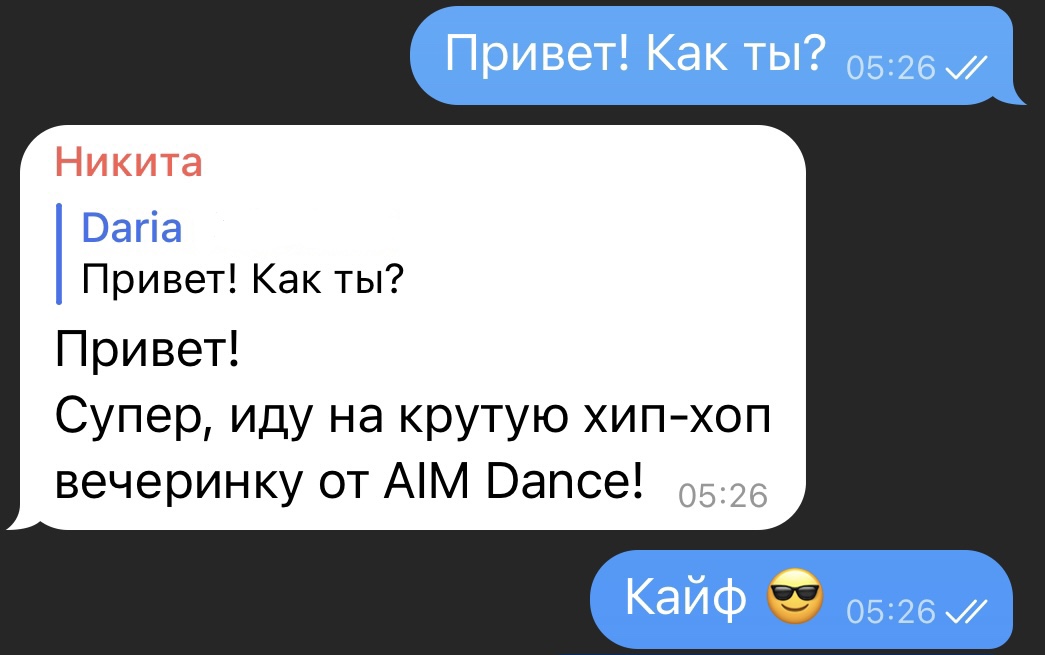 Привет! Как ты? 05:26
Никита
Daria
Привет! Как ты?
Привет!
Супер, иду на крутую хип-хоп
вечеринку от AIM Dance! 05:26
Кайф 😎 05:26